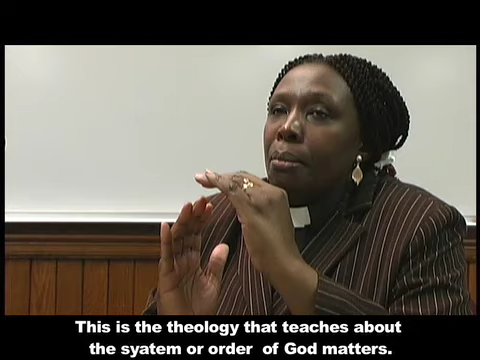 This is the theology that teaches about
the syatem or order of God matters.